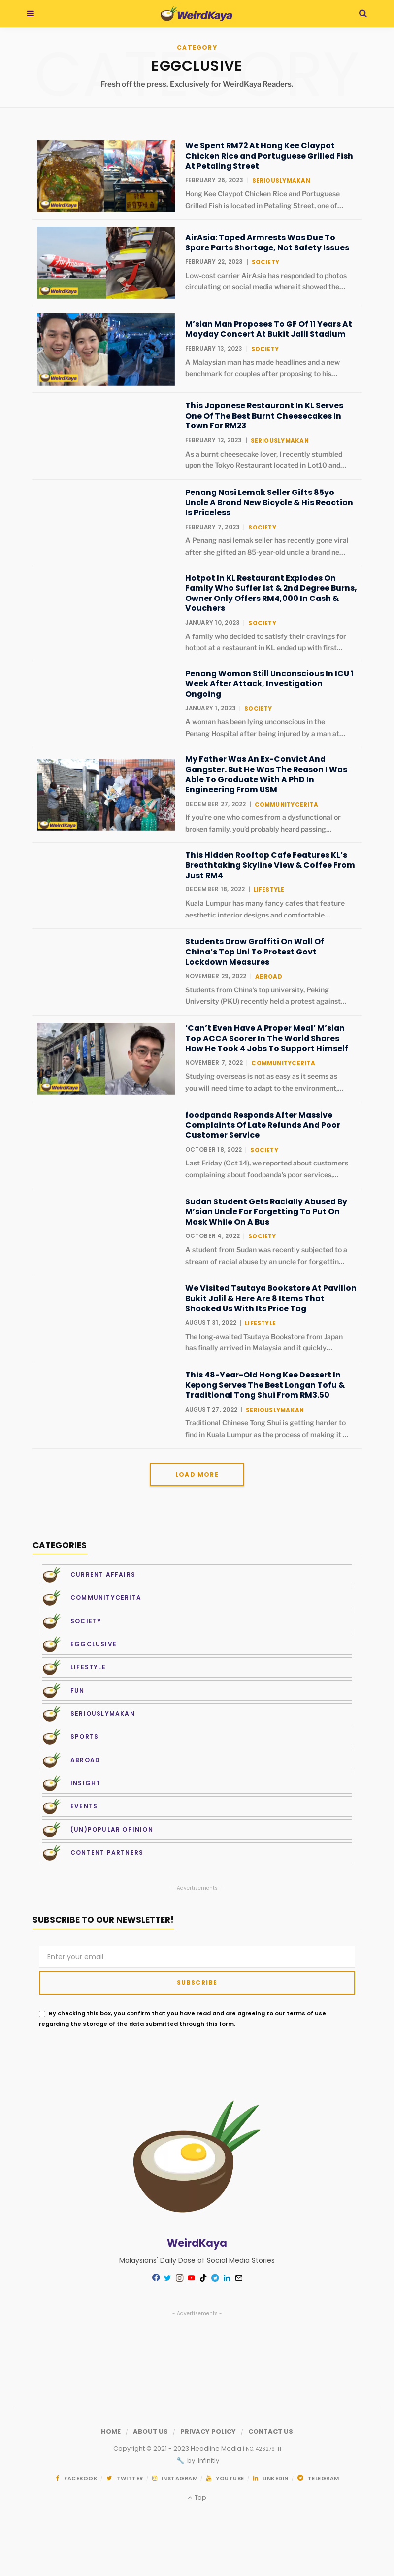 WeirdKaya
CATEGORY
CATEGORY
EGGCLUSIVE
Fresh off the press. Exclusively for WeirdKaya Readers.
WeirdKaya
We Spent RM72 At Hong Kee Claypot
Chicken Rice and Portuguese Grilled Fish
At Petaling Street
FEBRUARY 26, 2023 | SERIOUSLYMAKAN
Hong Kee Claypot Chicken Rice and Portuguese
Grilled Fish is located in Petaling Street, one of…
WeirdKaya
AirAsia: Taped Armrests Was Due To
Spare Parts Shortage, Not Safety Issues
FEBRUARY 22, 2023 | SOCIETY
Low-cost carrier AirAsia has responded to photos
circulating on social media where it showed the…
WeirdKaya
M’sian Man Proposes To GF Of 11 Years At
Mayday Concert At Bukit Jalil Stadium
FEBRUARY 13, 2023 | SOCIETY
A Malaysian man has made headlines and a new
benchmark for couples after proposing to his…
This Japanese Restaurant In KL Serves
One Of The Best Burnt Cheesecakes In
Town For RM23
FEBRUARY 12, 2023 | SERIOUSLYMAKAN
As a burnt cheesecake lover, I recently stumbled
upon the Tokyo Restaurant located in Lot10 and…
Penang Nasi Lemak Seller Gifts 85yo
Uncle A Brand New Bicycle & His Reaction
Is Priceless
FEBRUARY 7, 2023 | SOCIETY
A Penang nasi lemak seller has recently gone viral
after she gifted an 85-year-old uncle a brand ne…
Hotpot In KL Restaurant Explodes On
Family Who Suffer 1st & 2nd Degree Burns,
Owner Only Offers RM4,000 In Cash &
Vouchers
JANUARY 10, 2023 | SOCIETY
A family who decided to satisfy their cravings for
hotpot at a restaurant in KL ended up with first…
Penang Woman Still Unconscious In ICU 1
Week After Attack, Investigation
Ongoing
JANUARY 1, 2023 | SOCIETY
A woman has been lying unconscious in the
Penang Hospital after being injured by a man at…
WeirdKaya
My Father Was An Ex-Convict And
Gangster. But He Was The Reason I Was
Able To Graduate With A PhD In
Engineering From USM
DECEMBER 27, 2022 | COMMUNITYCERITA
If you’re one who comes from a dysfunctional or
broken family, you’d probably heard passing…
This Hidden Rooftop Cafe Features KL’s
Breathtaking Skyline View & Coffee From
Just RM4
DECEMBER 18, 2022 | LIFESTYLE
Kuala Lumpur has many fancy cafes that feature
aesthetic interior designs and comfortable…
Students Draw Graffiti On Wall Of
China’s Top Uni To Protest Govt
Lockdown Measures
NOVEMBER 29, 2022 | ABROAD
Students from China’s top university, Peking
University (PKU) recently held a protest against…
WeirdKaya
‘Can’t Even Have A Proper Meal’ M’sian
Top ACCA Scorer In The World Shares
How He Took 4 Jobs To Support Himself
NOVEMBER 7, 2022 | COMMUNITYCERITA
Studying overseas is not as easy as it seems as
you will need time to adapt to the environment,…
foodpanda Responds After Massive
Complaints Of Late Refunds And Poor
Customer Service
OCTOBER 18, 2022 | SOCIETY
Last Friday (Oct 14), we reported about customers
complaining about foodpanda’s poor services,…
Sudan Student Gets Racially Abused By
M’sian Uncle For Forgetting To Put On
Mask While On A Bus
OCTOBER 4, 2022 | SOCIETY
A student from Sudan was recently subjected to a
stream of racial abuse by an uncle for forgettin…
We Visited Tsutaya Bookstore At Pavilion
Bukit Jalil & Here Are 8 Items That
Shocked Us With Its Price Tag
AUGUST 31, 2022 | LIFESTYLE
The long-awaited Tsutaya Bookstore from Japan
has finally arrived in Malaysia and it quickly…
This 48-Year-Old Hong Kee Dessert In
Kepong Serves The Best Longan Tofu &
Traditional Tong Shui From RM3.50
AUGUST 27, 2022 | SERIOUSLYMAKAN
Traditional Chinese Tong Shui is getting harder to
find in Kuala Lumpur as the process of making it …
LOAD MORE
CATEGORIES
CURRENT AFFAIRS
COMMUNITYCERITA
SOCIETY
EGGCLUSIVE
LIFESTYLE
FUN
SERIOUSLYMAKAN
SPORTS
ABROAD
INSIGHT
EVENTS
(UN)POPULAR OPINION
CONTENT PARTNERS
- Advertisements -
SUBSCRIBE TO OUR NEWSLETTER!
Enter your email
SUBSCRIBE
By checking this box, you confirm that you have read and are agreeing to our terms of use
regarding the storage of the data submitted through this form.
WeirdKaya
Malaysians' Daily Dose of Social Media Stories
- Advertisements -
HOME / ABOUT US / PRIVACY POLICY / CONTACT US
Copyright © 2021 - 2023 Headline Media | NO:1426279-H
by Infinitly
FACEBOOK | TWITTER | INSTAGRAM | YOUTUBE | LINKEDIN | TELEGRAM
Top